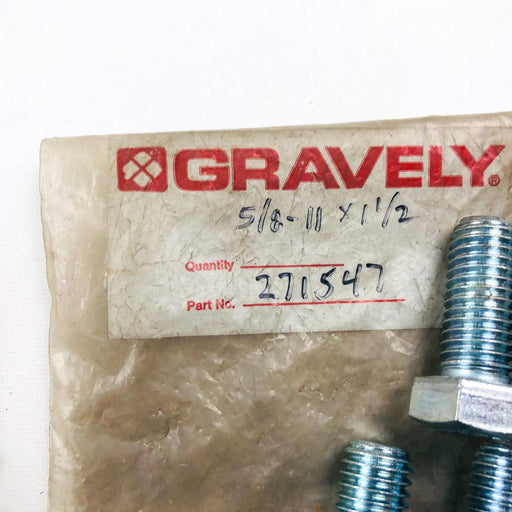 GRAVELY®
5/8-11 x 1 1/2
Quantity
Part No. 271547